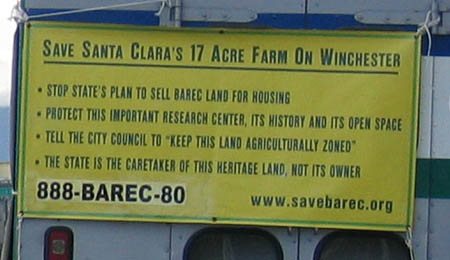 SAVE SANTA CLARA'S 17 ACRE FARM ON WINCHESTER
• STOP STATE'S PLAN TO SELL BAREC LAND FOR HOUSING
• PROTECT THIS IMPORTANT RESEARCH CENTER, ITS HISTORY AND ITS OPEN SPACE
• TELL THE CITY COUNCIL TO "KEEP THIS LAND AGRICULTURALLY ZONED"
• THE STATE IS THE CARETAKER OF THIS HERITAGE LAND, NOT ITS OWNER
888-BAREC-80 www.savebarec.org